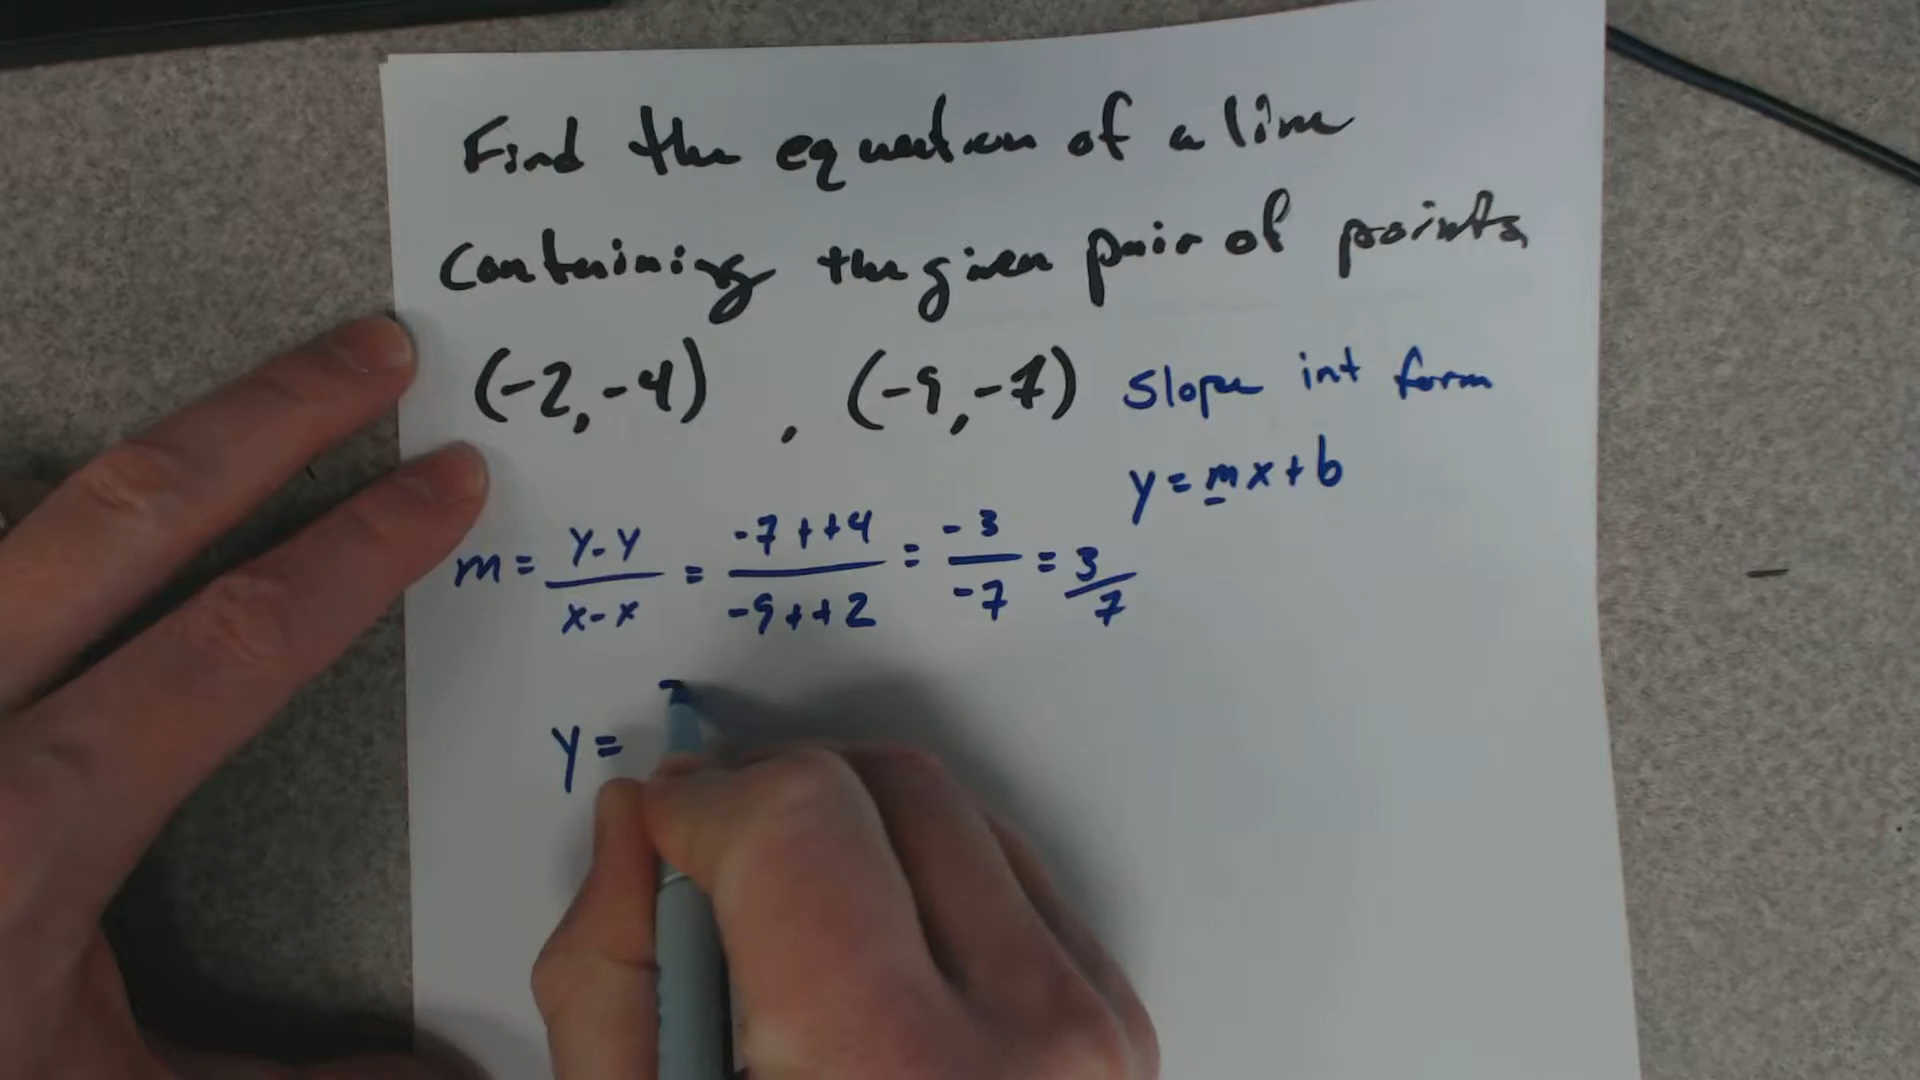 Find the equation of a line
containing the given pair of points
(-2,-4) , (-9,-7) Slope int form
y=mx+b
m = y-y/x-x = -7++4/-9++2 = -3/-7 = 3/7
y=